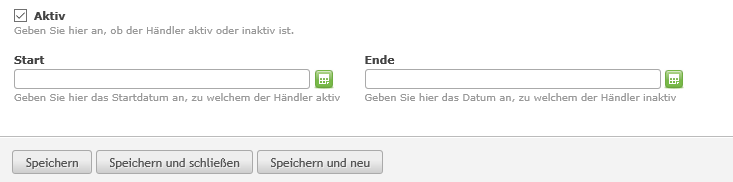 Aktiv
Geben Sie hier an, ob der Händler aktiv oder inaktiv ist.
Start Ende
Geben Sie hier das Startdatum an, zu welchem der Händler aktiv Geben Sie hier das Datum an, zu welchem der Händler inaktiv
Speichern Speichern und schließen Speichern und neu